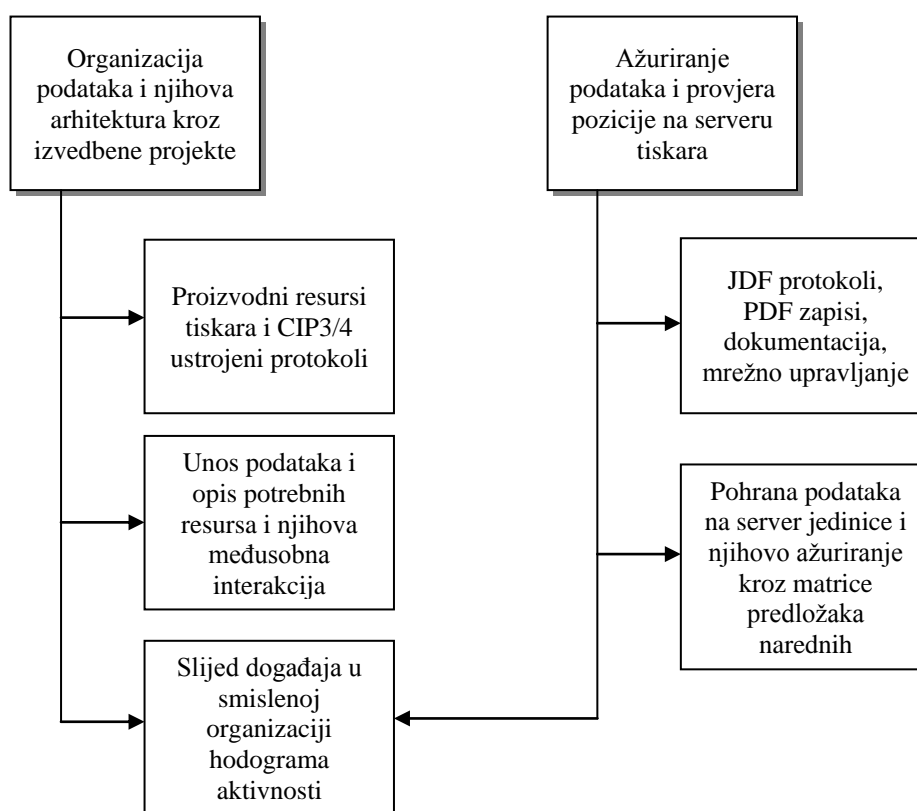 Organizacija
podataka i njihova
arhitektura kroz
izvedbene projekte
Ažuriranje
podataka i provjera
pozicije na serveru
tiskara
Proizvodni resursi
tiskara i CIP3/4
ustrojeni protokoli
JDF protokoli,
PDF zapisi,
dokumentacija,
mrežno upravljanje
Unos podataka i
opis potrebnih
resursa i njihova
međusobna
interakcija
Pohrana podataka
na server jedinice i
njihovo ažuriranje
kroz matrice
predložaka
narednih
Slijed događaja u
smislenoj
organizaciji
hodograma
aktivnosti